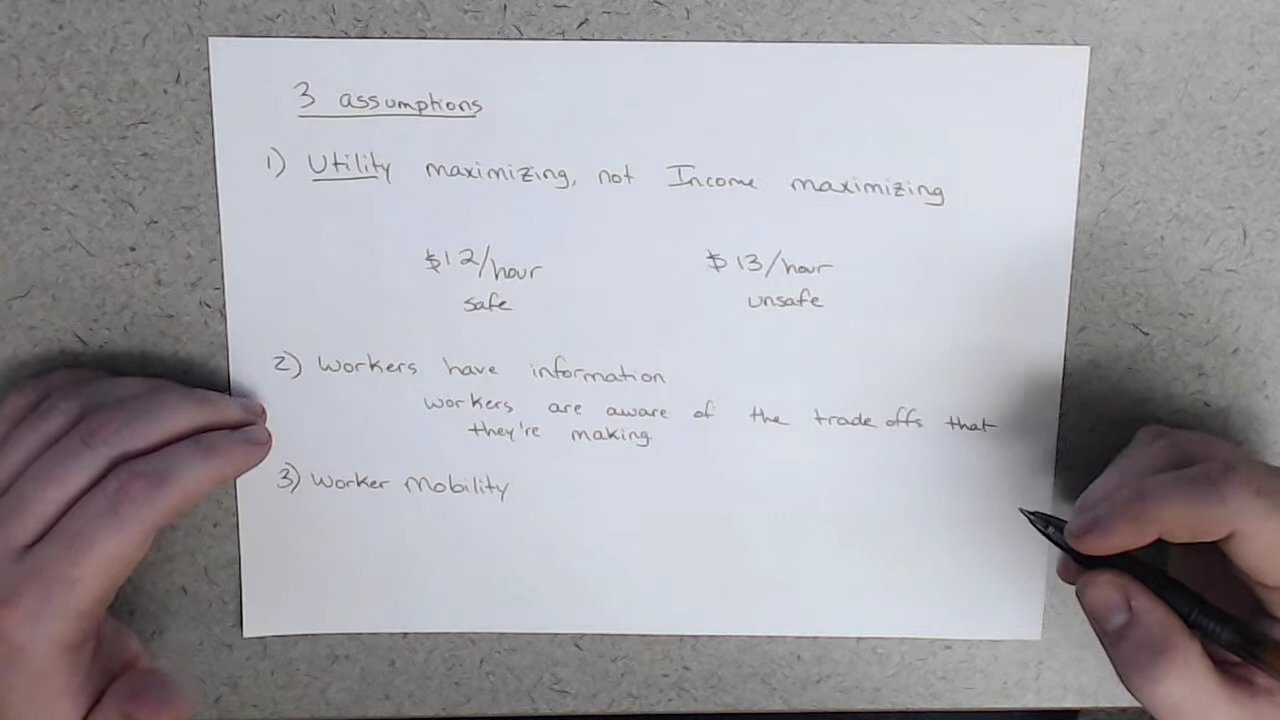 3 assumptions
1) Utility maximizing, not Income maximizing
$12/hour $13/hour
safe unsafe
2) Workers have information
workers are aware of the trade offs that
they're making
3) Worker Mobility